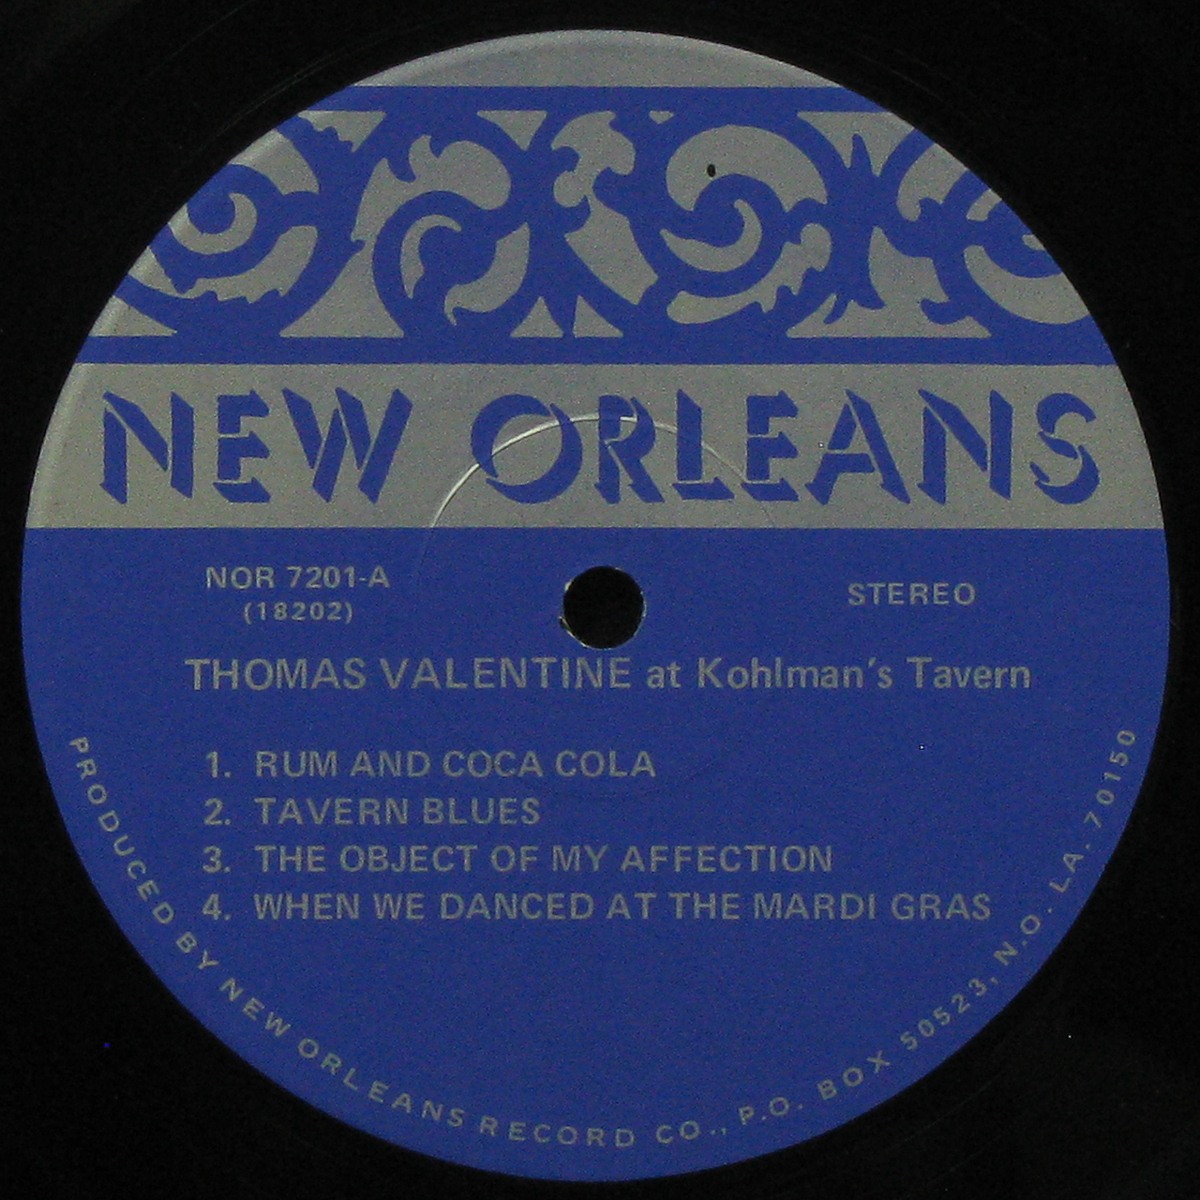 NEW ORLEANS
NOR 7201-A
(18202)
STEREO
THOMAS VALENTINE at Kohlman's Tavern
1. RUM AND COCA COLA
2. TAVERN BLUES
3. THE OBJECT OF MY AFFECTION
4. WHEN WE DANCED AT THE MARDI GRAS
PRODUCED BY NEW ORLEANS RECORD CO., P.O. BOX 50523, N.O. LA. 70150